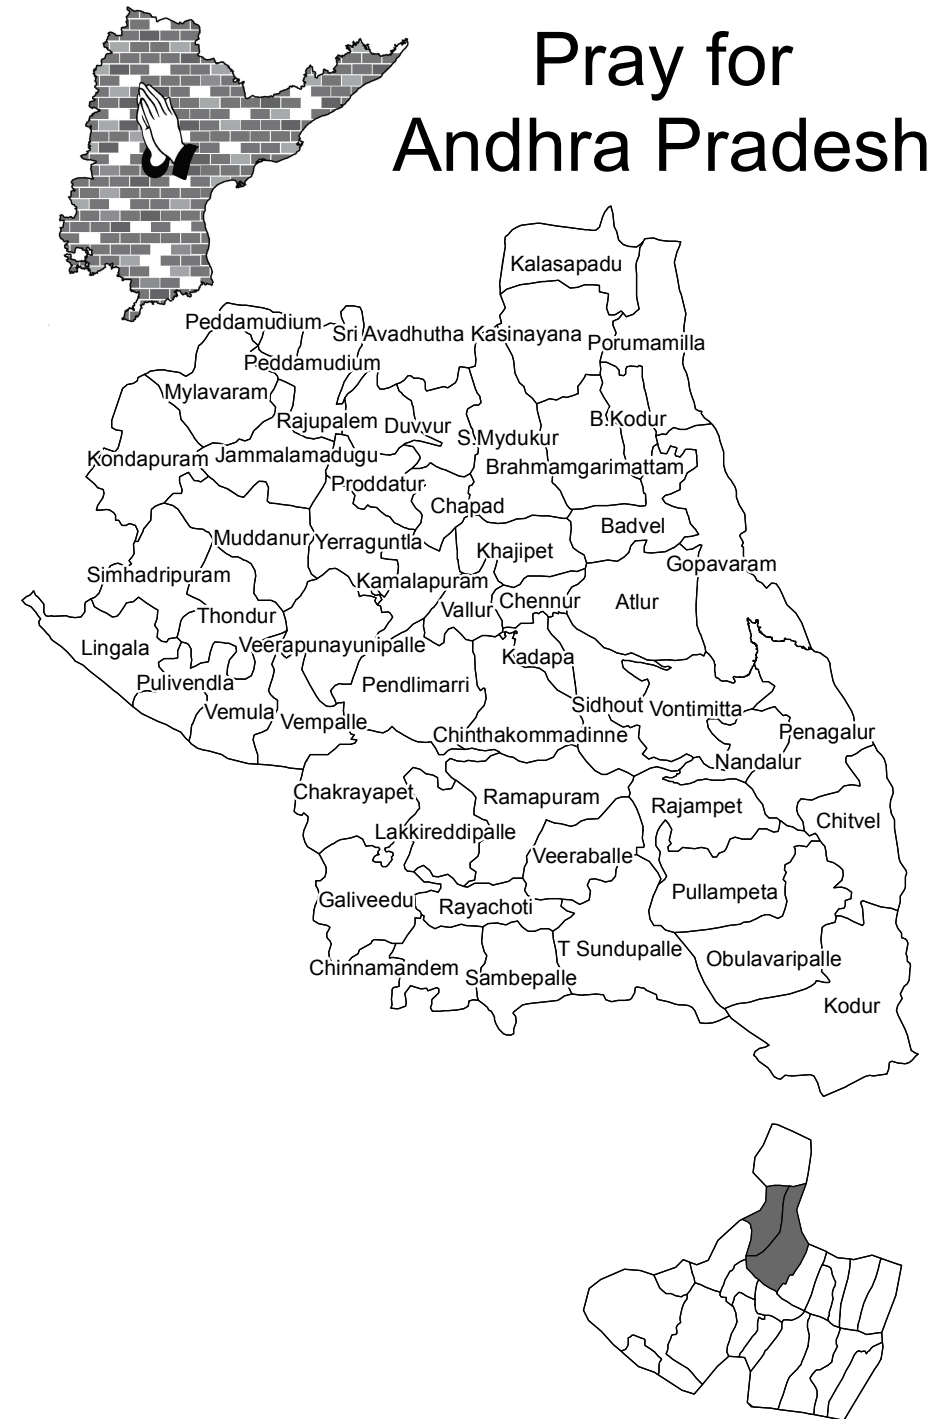 Pray for
Andhra Pradesh
Kalasapadu
Peddamudium
Sri Avadhutha Kasinayana
Porumamilla
Peddamudium
Mylavaram
Rajupalem
Duvvur
B.Kodur
S.Mydukur
Kondapuram
Jammalamadugu
Brahmamgarimattam
Proddatur
Chapad
Badvel
Muddanur
Yerraguntla
Khajipet
Gopavaram
Simhadripuram
Kamalapuram
Thondur
Vallur
Chennur
Atlur
Lingala
Veerapunayunipalle
Kadapa
Pulivendla
Pendlimarri
Vemula
Vempalle
Sidhout
Vontimitta
Chinthakommadinne
Penagalur
Nandalur
Chakrayapet
Ramapuram
Rajampet
Chitvel
Lakkireddipalle
Veeraballe
Galiveedu
Rayachoti
Pullampeta
T Sundupalle
Obulavaripalle
Chinnamandem
Sambepalle
Kodur